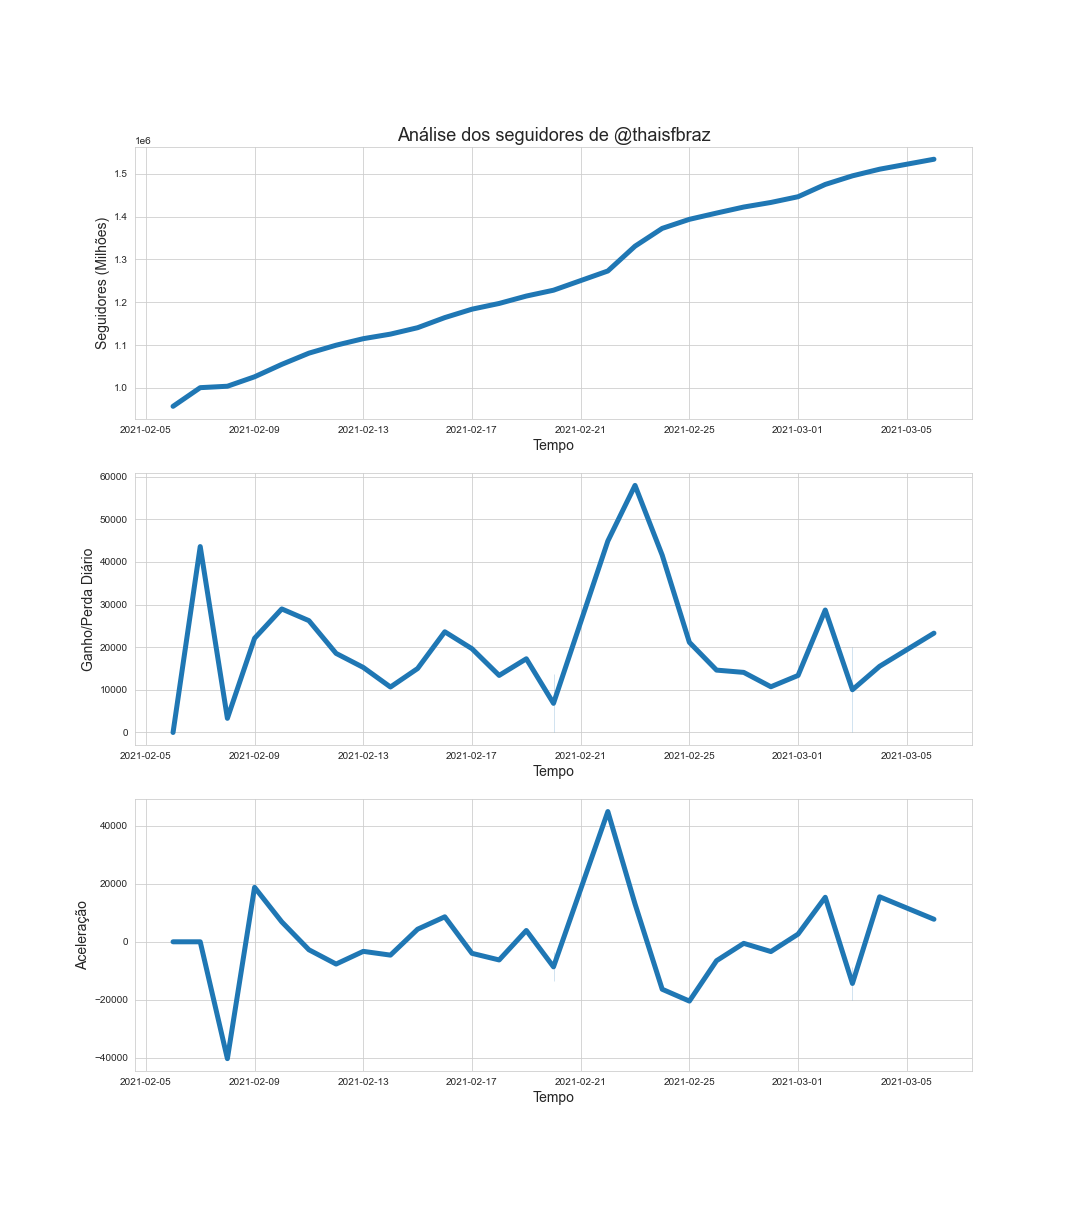 Análise dos seguidores de @thaisfbraz
1e6
1.5
1.4
1.3
1.2
1.1
1.0
Seguidores (Milhões)
2021-02-05 2021-02-09 2021-02-13 2021-02-17 2021-02-21 2021-02-25 2021-03-01 2021-03-05
Tempo
60000
50000
40000
30000
20000
10000
0
Ganho/Perda Diário
2021-02-05 2021-02-09 2021-02-13 2021-02-17 2021-02-21 2021-02-25 2021-03-01 2021-03-05
Tempo
40000
20000
0
−20000
−40000
Aceleração
2021-02-05 2021-02-09 2021-02-13 2021-02-17 2021-02-21 2021-02-25 2021-03-01 2021-03-05
Tempo